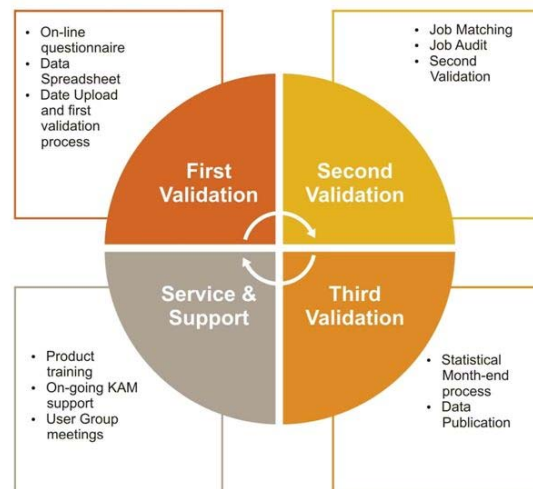 • On-line
questionnaire
• Data
Spreadsheet
• Date Upload
and first
validation
process
• Job Matching
• Job Audit
• Second
Validation
First
Validation
Second
Validation
Service &
Support
Third
Validation
• Product
training
• On-going KAM
support
• User Group
meetings
• Statistical
Month-end
process
• Data
Publication